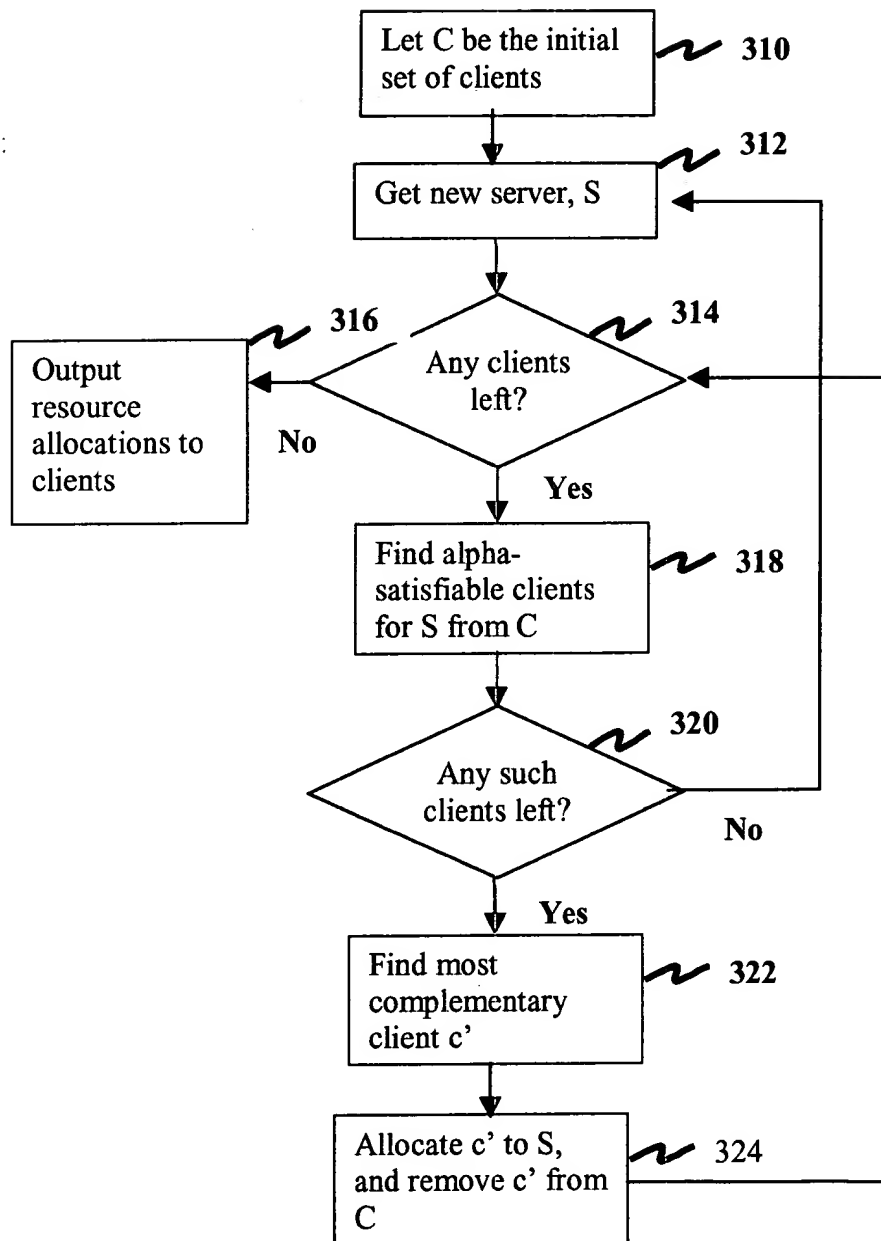 Let C be the initial
set of clients
310
312
Get new server, S
314
316
Any clients
left?
Output
resource
allocations to
clients
No
Yes
Find alpha-
satisfiable clients
for S from C
318
320
Any such
clients left?
No
Yes
Find most
complementary
client c’
322
Allocate c’ to S,
and remove c’ from
C
324